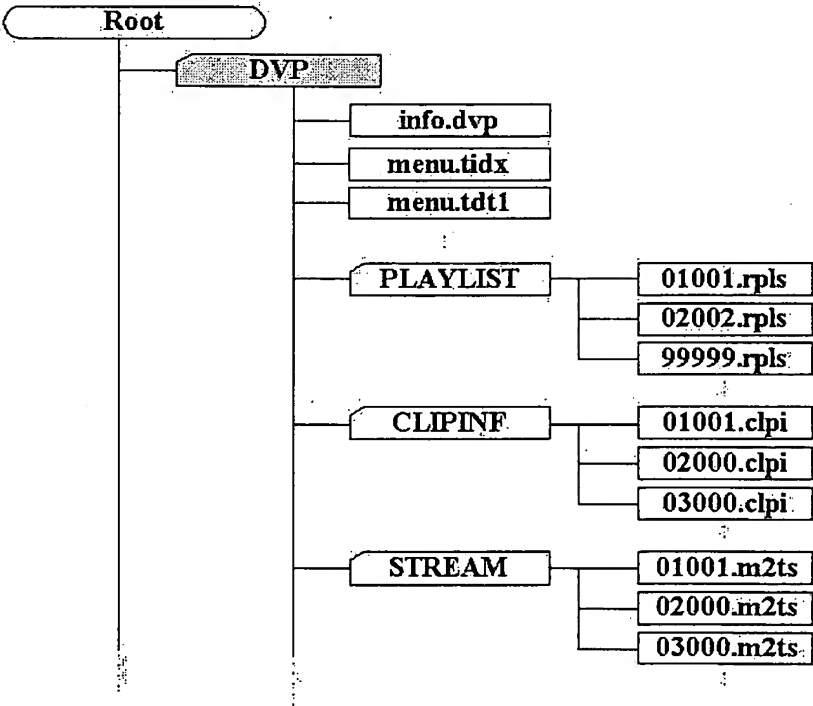 Root
DVP
info.dvp
menu.tidx
menu.tdt1
PLAYLIST
01001.rpls
02002.rpls
99999.rpls
CLIPINF
01001.clpi
02000.clpi
03000.clpi
STREAM
01001.m2ts
02000.m2ts
03000.m2ts